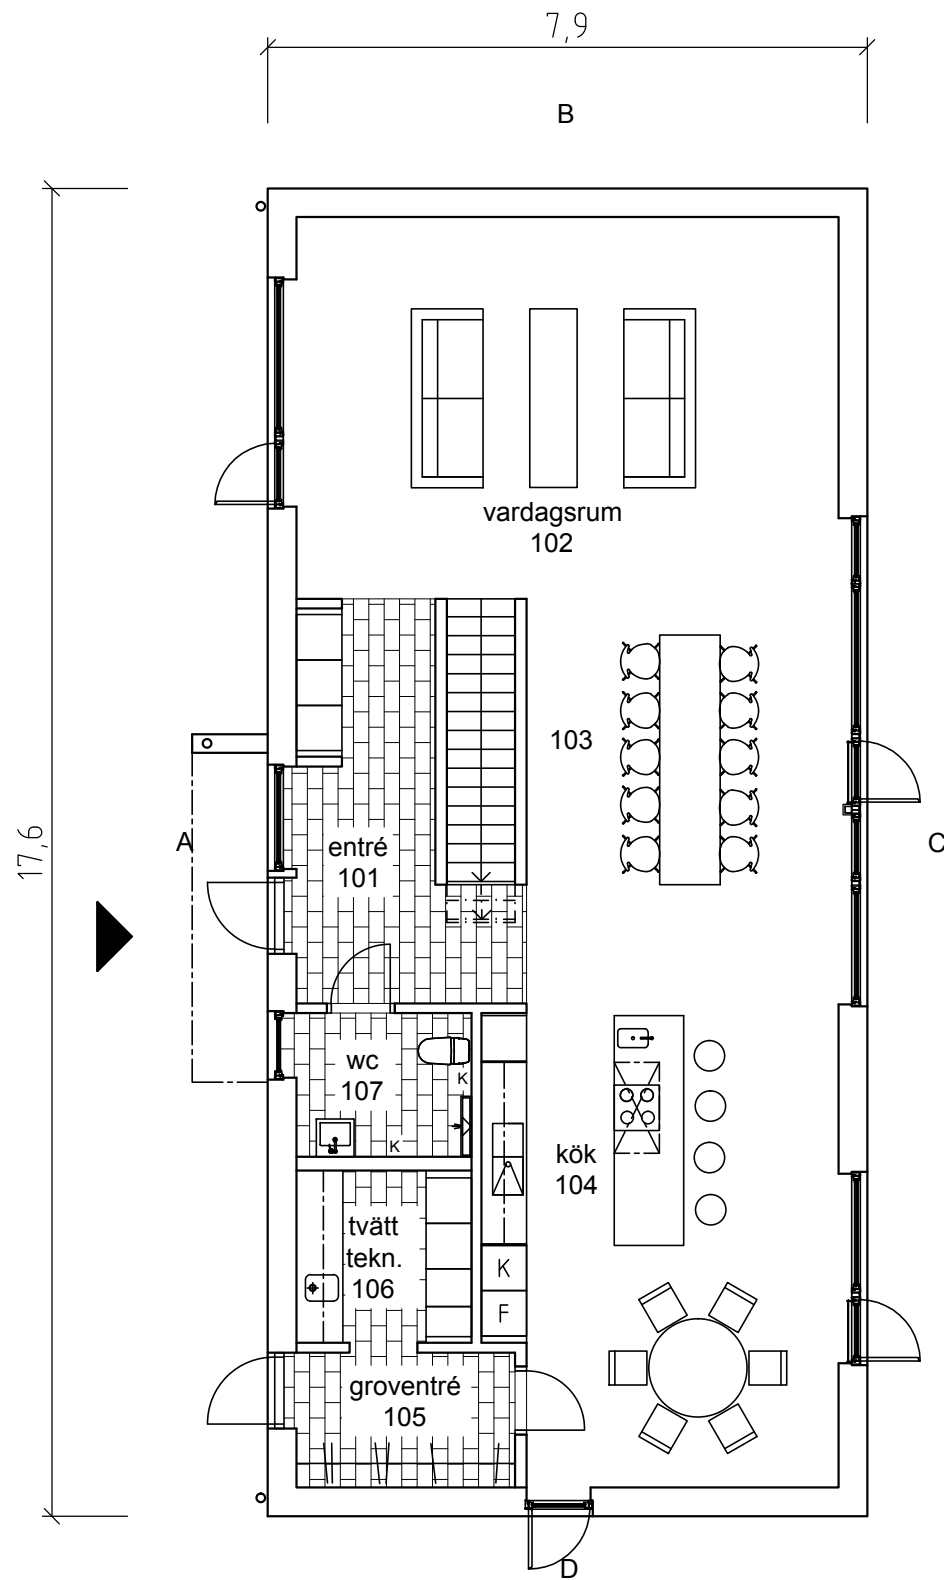 7,9
B
vardagsrum
102
103
17,6
A
C
entré
101
wc
107
K
K
kök
104
tvätt
tekn.
106
K
F
groventré
105
D